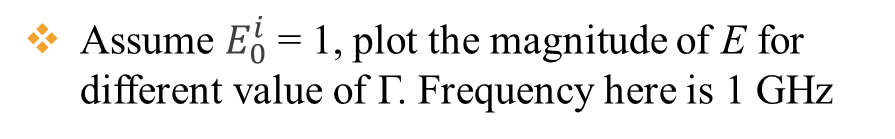 ❖ Assume $E_0^i = 1$, plot the magnitude of $E$ for
different value of Γ. Frequency here is 1 GHz